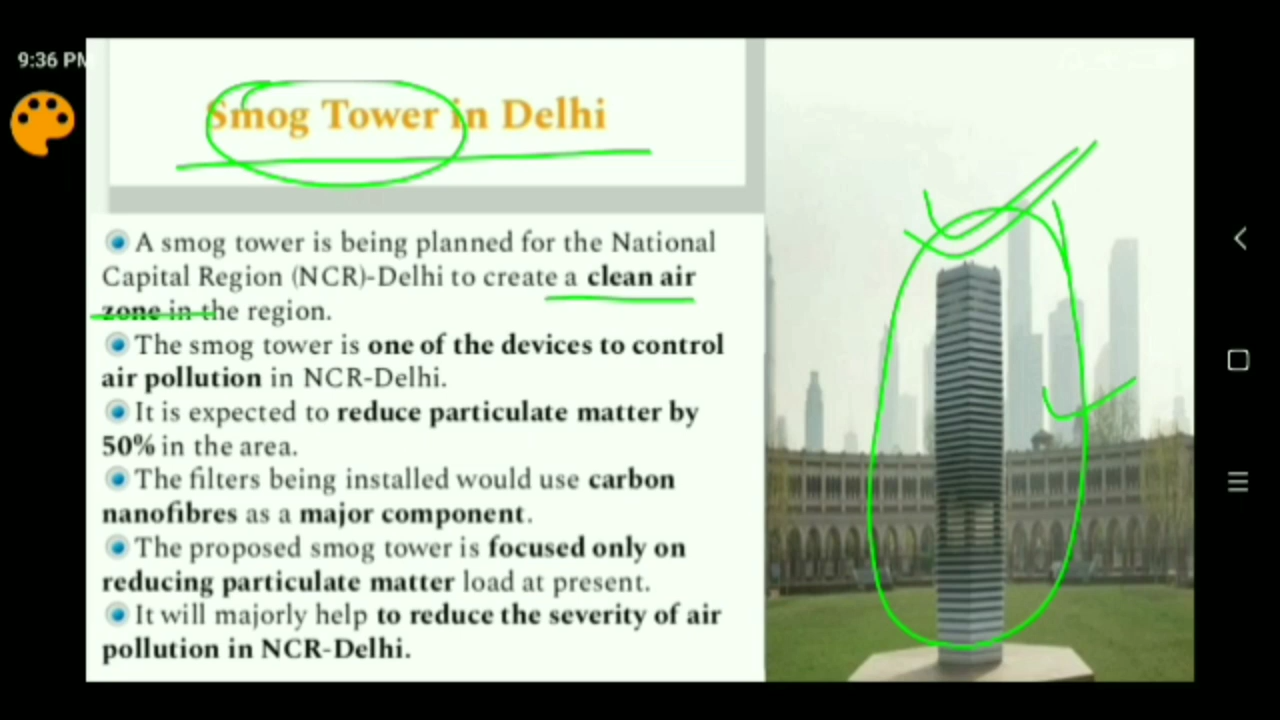 9:36 PM
Smog Tower in Delhi
A smog tower is being planned for the National
Capital Region (NCR)-Delhi to create a clean air
zone in the region.
The smog tower is one of the devices to control
air pollution in NCR-Delhi.
It is expected to reduce particulate matter by
50% in the area.
The filters being installed would use carbon
nanofibres as a major component.
The proposed smog tower is focused only on
reducing particulate matter load at present.
It will majorly help to reduce the severity of air
pollution in NCR-Delhi.